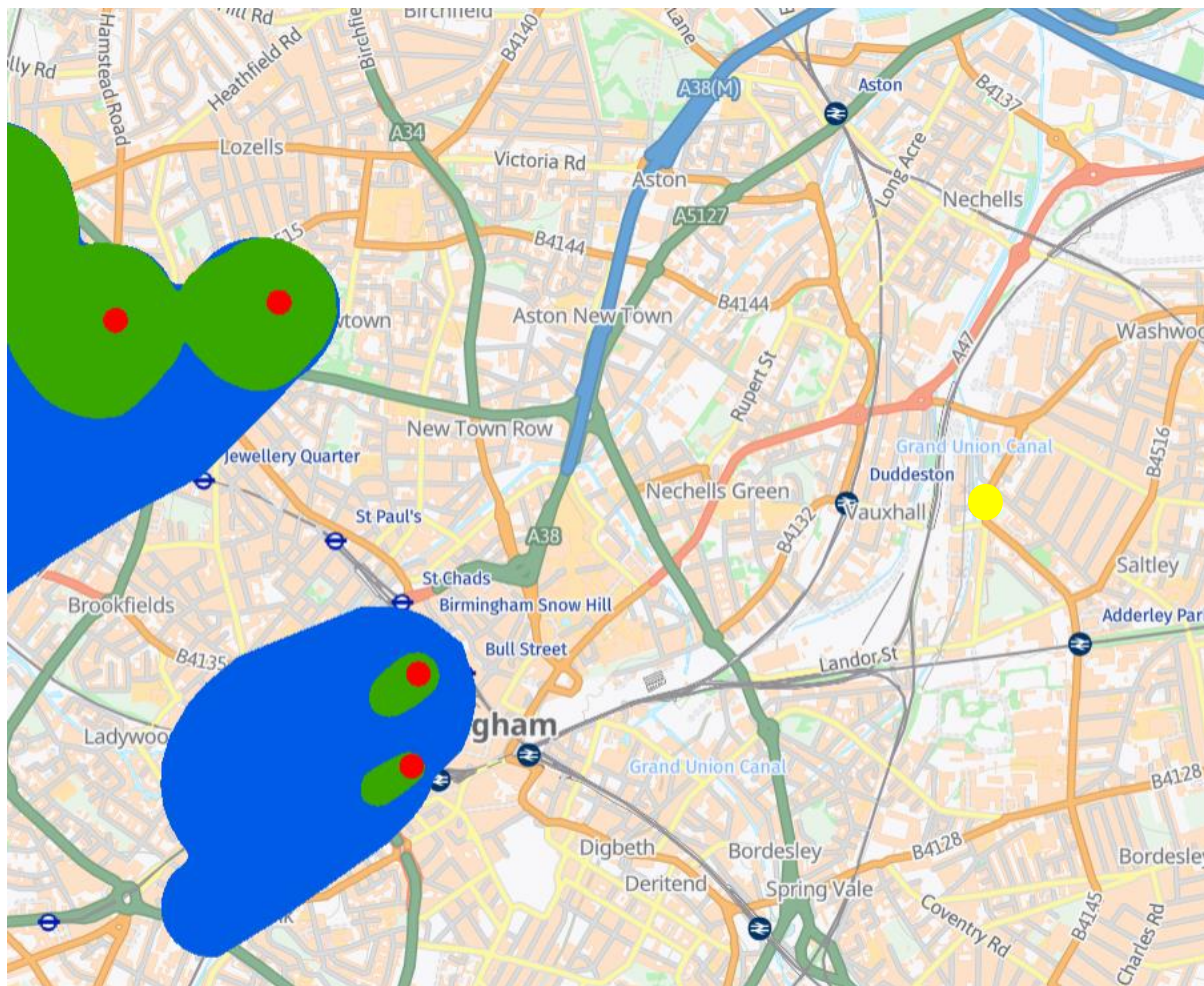 Hill Rd
Birchfield
Lane
Hamstead Road
Heathfield Rd
B4140
A38(M)
Aston
B4137
A34
Lozells
Victoria Rd
Aston
Long Acre
Nechells
A5127
B4144
B4144
Aston New Town
Rupert St
A47
New Town Row
Grand Union Canal
B4516
Jewellery Quarter
Duddeston
Nechells Green
Vauxhall
St Paul's
B4132
A38
Saltley
St Chads
Brookfields
Birmingham Snow Hill
Adderley Par
Bull Street
B4135
Landor St
gham
Grand Union Canal
B4128
Digbeth
Bordesley
B4128
Bordesley
Deritend
Spring Vale
Coventry Rd
B4145
Charles Rd